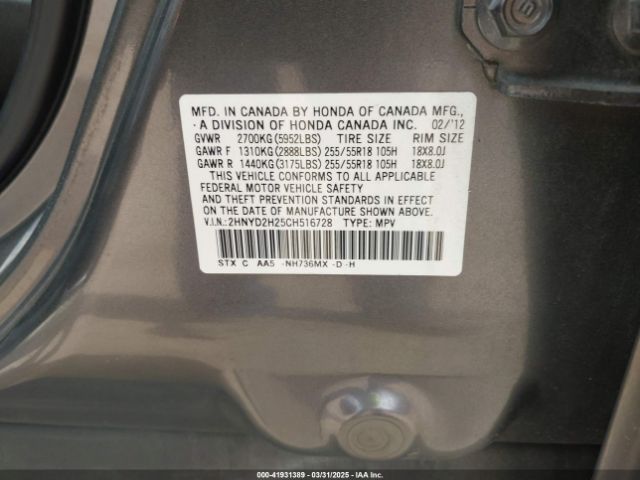 MFD. IN CANADA BY HONDA OF CANADA MFG.,
·A DIVISION OF HONDA CANADA INC. 02/'12
GVWR 2700KG(5952LBS) TIRE SIZE RIM SIZE
GAWR F 1310KG(2888LBS) 255/55R18 105H 18X8.0J
GAWR R 1440KG(3175LBS) 255/55R18 105H 18X8.0J
THIS VEHICLE CONFORMS TO ALL APPLICABLE
FEDERAL MOTOR VEHICLE SAFETY
AND THEFT PREVENTION STANDARDS IN EFFECT
ON THE DATE OF MANUFACTURE SHOWN ABOVE.
V.I.N.:2HNYD2H25CH516728 TYPE: MPV
STX C AA5 -NH736MX -D -H
00-41931389 - 03/31/2025 - IAAI.COM